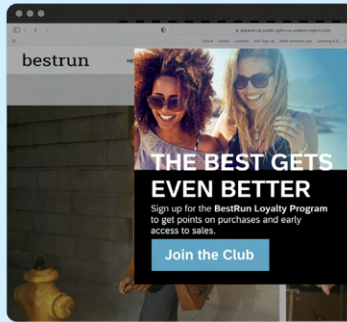 bestrun
THE BEST GETS
EVEN BETTER
Sign up for the BestRun Loyalty Program
to get points on purchases and early
access to sales.
Join the Club